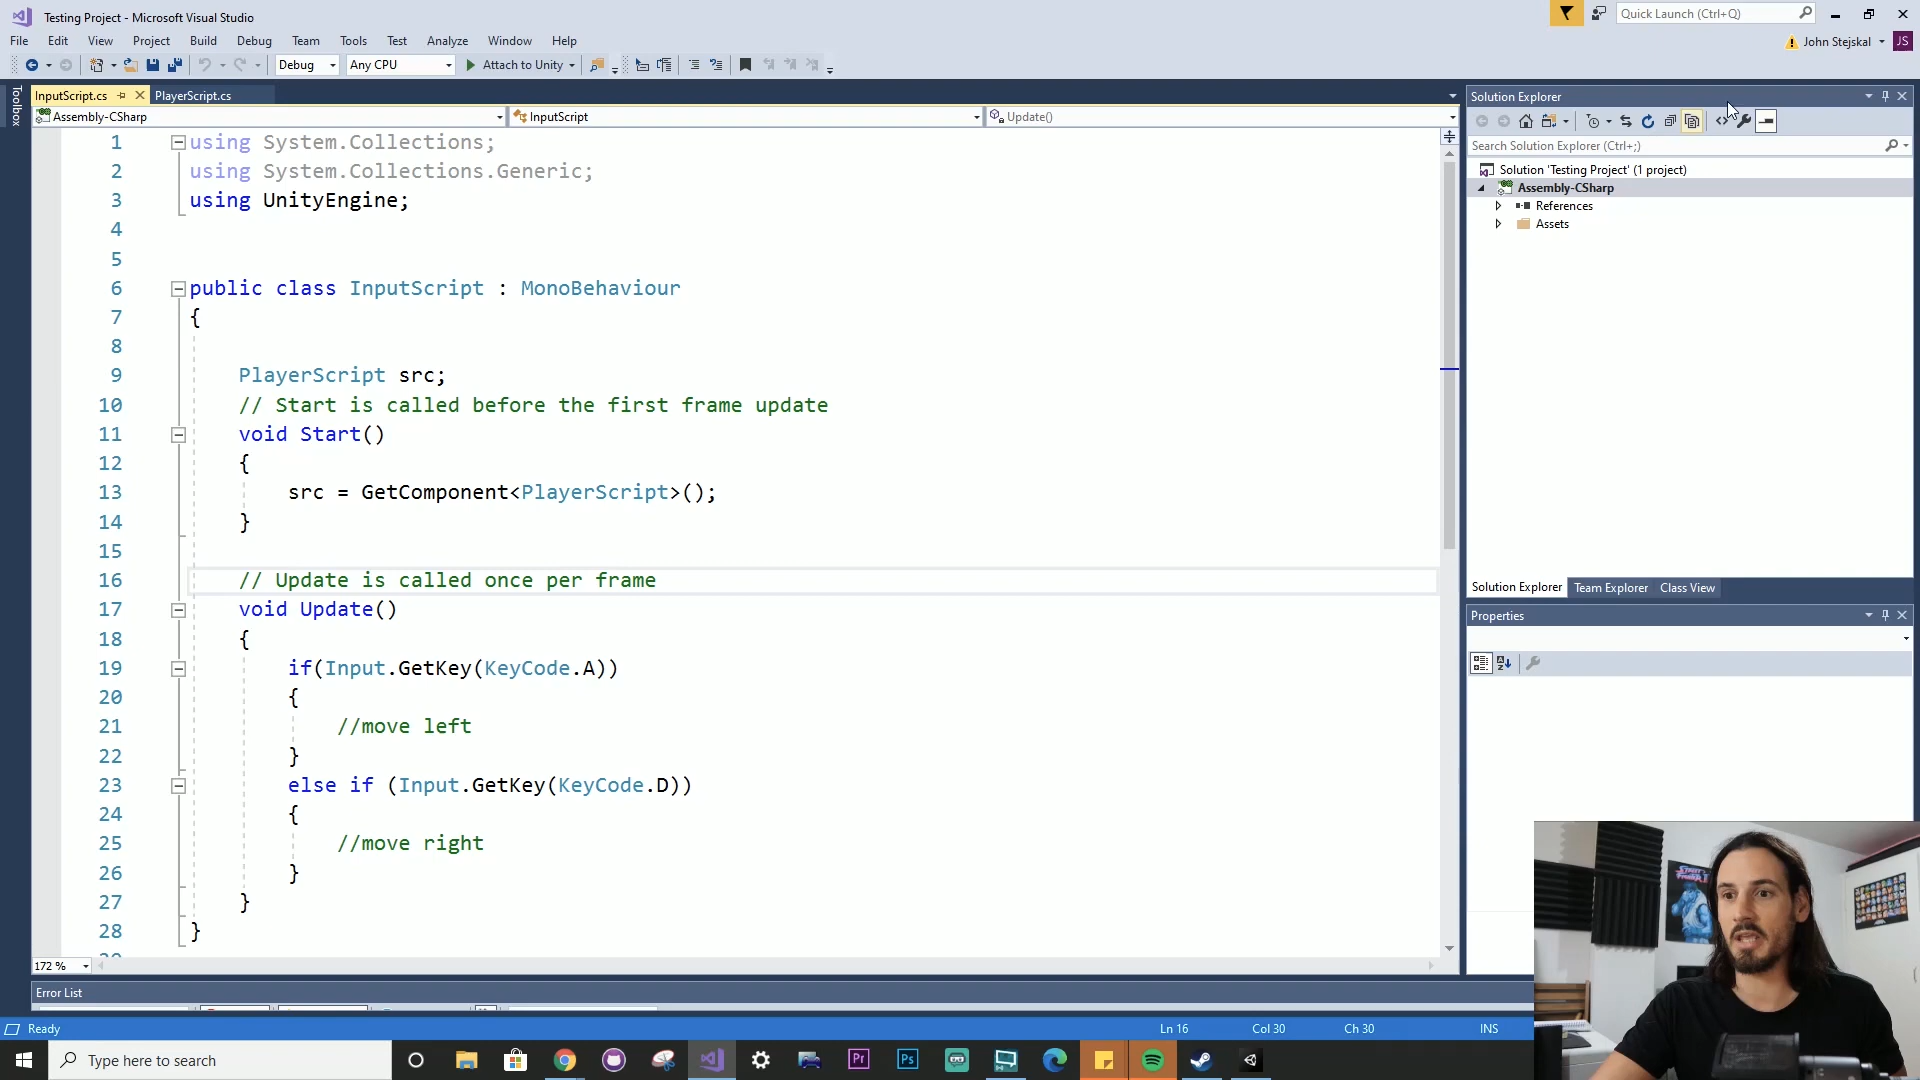 Testing Project - Microsoft Visual Studio
Quick Launch (Ctrl+Q)
File Edit View Project Build Debug Team Tools Test Analyze Window Help
John Stejskal JS
Debug Any CPU Attach to Unity
Toolbox
InputScript.cs PlayerScript.cs
Assembly-CSharp InputScript Update()
1 using System.Collections;
2 using System.Collections.Generic;
3 using UnityEngine;
4
5
6 public class InputScript : MonoBehaviour
7 {
8
9 PlayerScript src;
10 // Start is called before the first frame update
11 void Start()
12 {
13 src = GetComponent<PlayerScript>();
14 }
15
16 // Update is called once per frame
17 void Update()
18 {
19 if(Input.GetKey(KeyCode.A))
20 {
21 //move left
22 }
23 else if (Input.GetKey(KeyCode.D))
24 {
25 //move right
26 }
27 }
28 }
172 %
Solution Explorer
Search Solution Explorer (Ctrl+;)
Solution 'Testing Project' (1 project)
Assembly-CSharp
References
Assets
Solution Explorer Team Explorer Class View
Properties
Error List
Ready Ln 16 Col 30 Ch 30 INS
Type here to search
Pr Ps